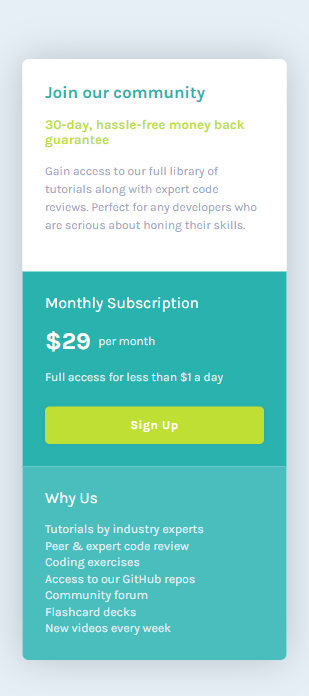 Join our community
30-day, hassle-free money back
guarantee
Gain access to our full library of
tutorials along with expert code
reviews. Perfect for any developers who
are serious about honing their skills.
Monthly Subscription
$29 per month
Full access for less than $1 a day
Sign Up
Why Us
Tutorials by industry experts
Peer & expert code review
Coding exercises
Access to our GitHub repos
Community forum
Flashcard decks
New videos every week